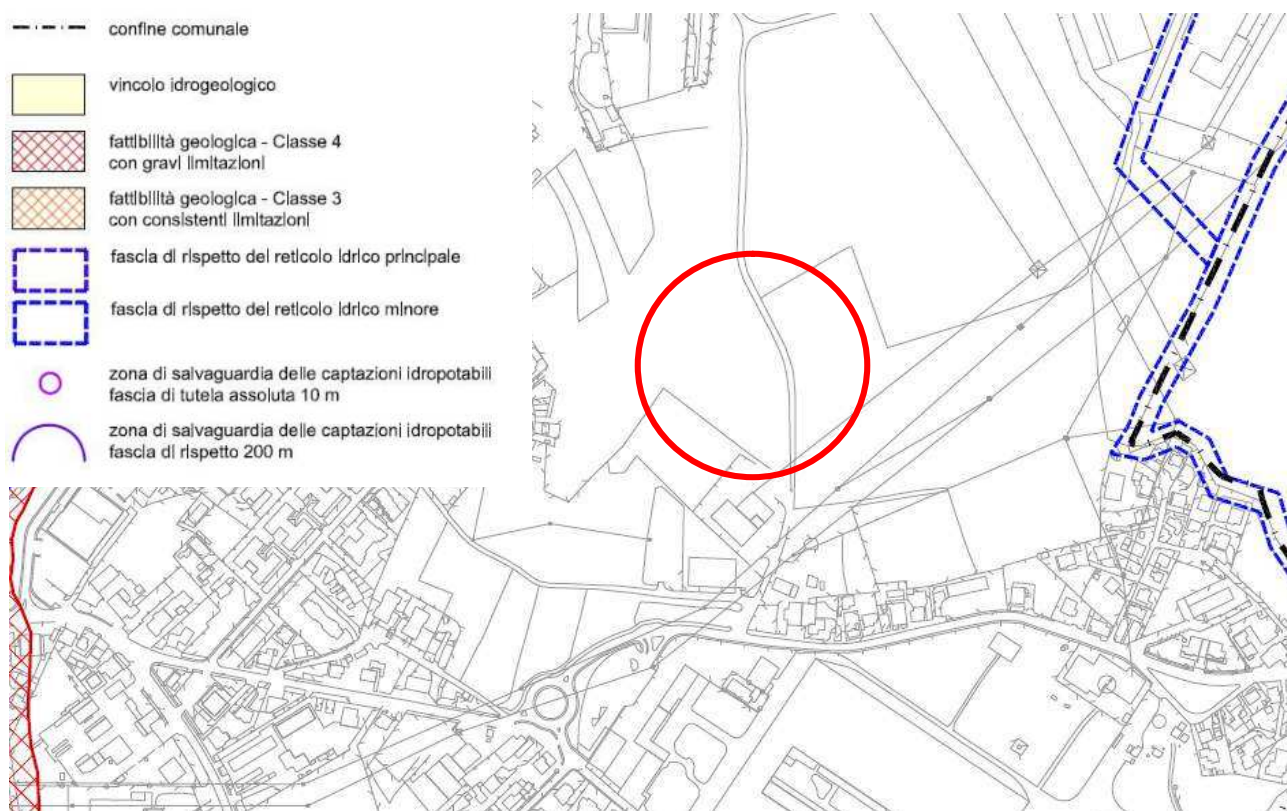 confine comunale
vincolo idrogeologico
fattibilità geologica - Classe 4
con gravi limitazioni
fattibilità geologica - Classe 3
con consistenti limitazioni
fascia di rispetto del reticolo idrico principale
fascia di rispetto del reticolo idrico minore
zona di salvaguardia delle captazioni idropotabili
fascia di tutela assoluta 10 m
zona di salvaguardia delle captazioni idropotabili
fascia di rispetto 200 m